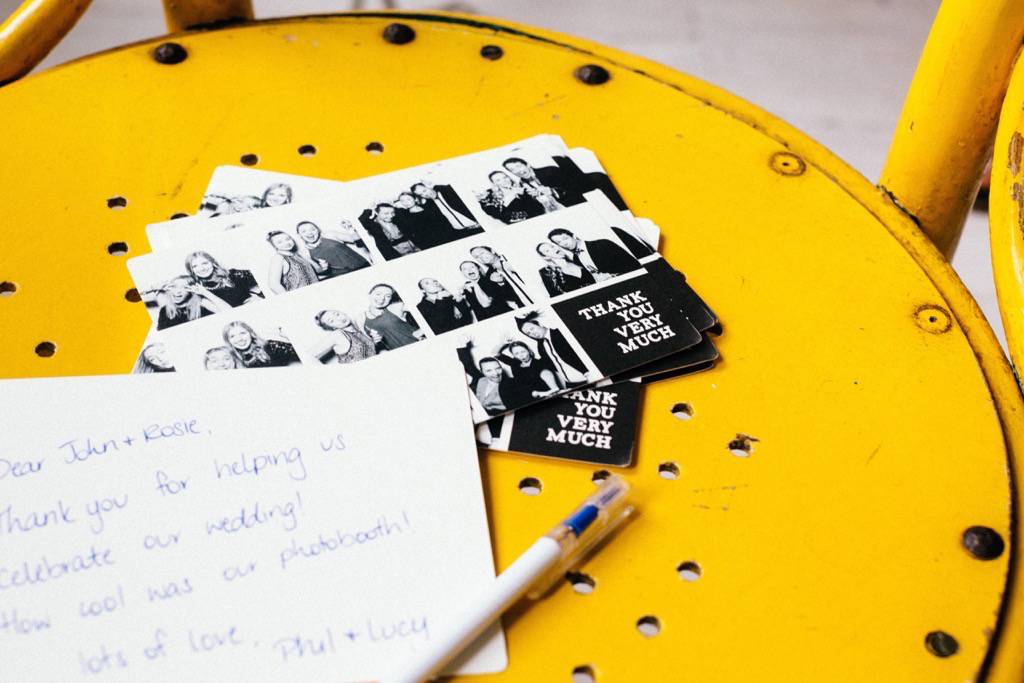 THANK
YOU
VERY
MUCH
THANK
YOU
VERY
MUCH
Dear John + Rosie,
Thank you for helping us
celebrate our wedding!
How cool was our photobooth!
lots of love,
Phil + Lucy